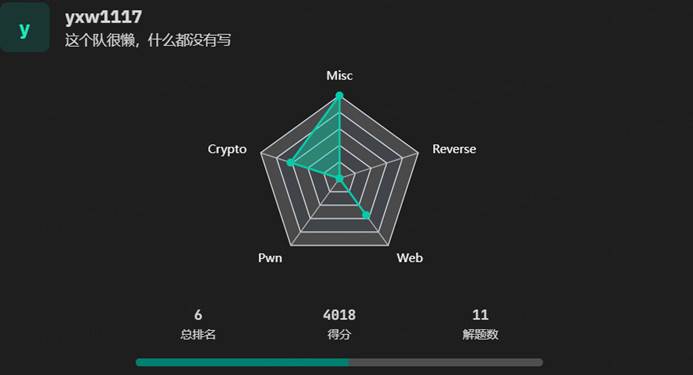 y
yxw1117
这个队很懒，什么都没有写
Misc
Crypto
Reverse
Pwn
Web
6
4018
11
总排名
得分
解题数